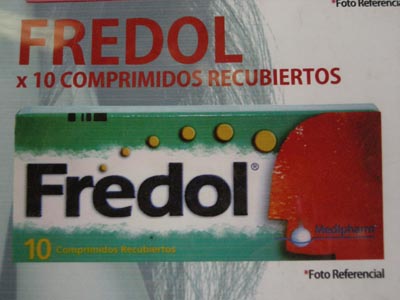 *Foto Referencial
FREDOL
x 10 COMPRIMIDOS RECUBIERTOS
Fredol®
Medipharm
10 Comprimidos Recubiertos
*Foto Referencial